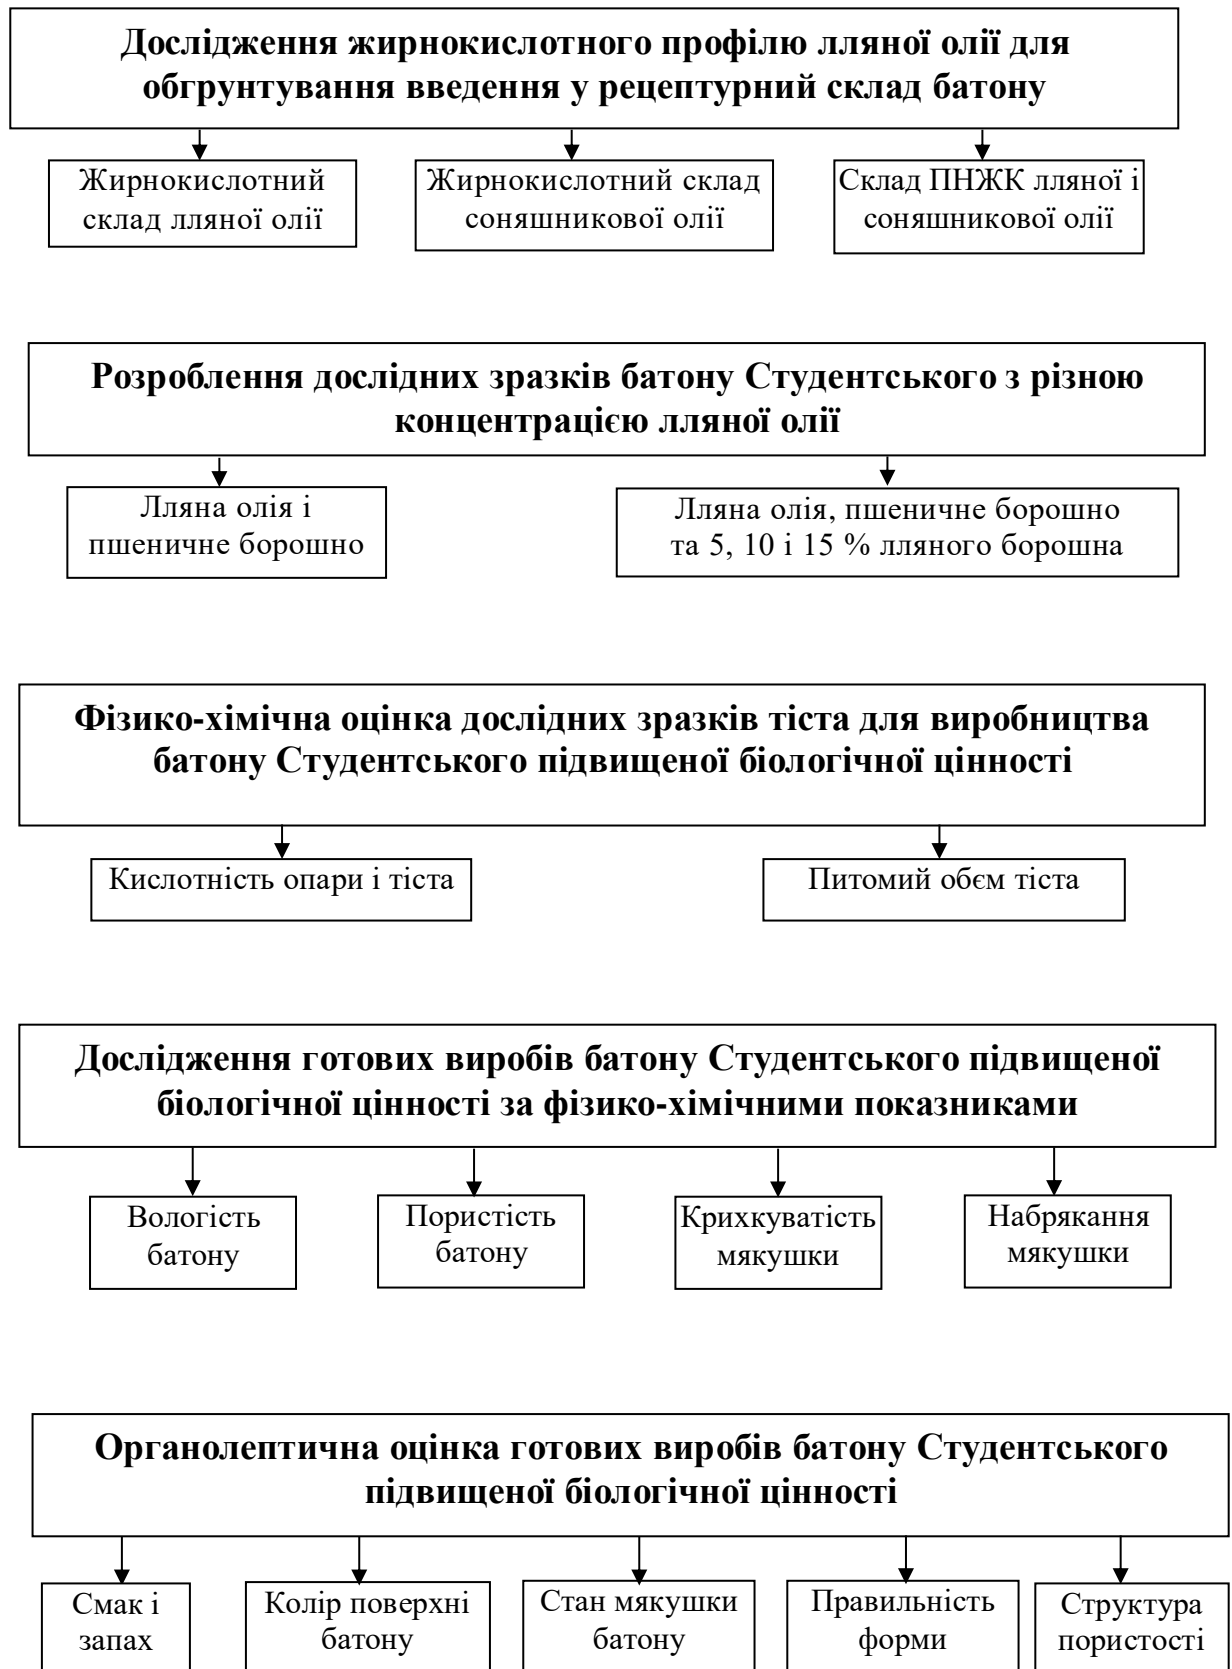 Дослідження жирнокислотного профілю лляної олії для
обгрунтування введення у рецептурний склад батону
Жирнокислотний
склад лляної олії
Жирнокислотний склад
соняшникової олії
Склад ПНЖК лляної і
соняшникової олії
Розроблення дослідних зразків батону Студентського з різною
концентрацією лляної олії
Лляна олія і
пшеничне борошно
Лляна олія, пшеничне борошно
та 5, 10 і 15 % лляного борошна
Фізико-хімічна оцінка дослідних зразків тіста для виробництва
батону Студентського підвищеної біологічної цінності
Кислотність опари і тіста
Питомий обєм тіста
Дослідження готових виробів батону Студентського підвищеної
біологічної цінності за фізико-хімічними показниками
Вологість
батону
Пористість
батону
Крихкуватість
мякушки
Набрякання
мякушки
Органолептична оцінка готових виробів батону Студентського
підвищеної біологічної цінності
Смак і
запах
Колір поверхні
батону
Стан мякушки
батону
Правильність
форми
Структура
пористості